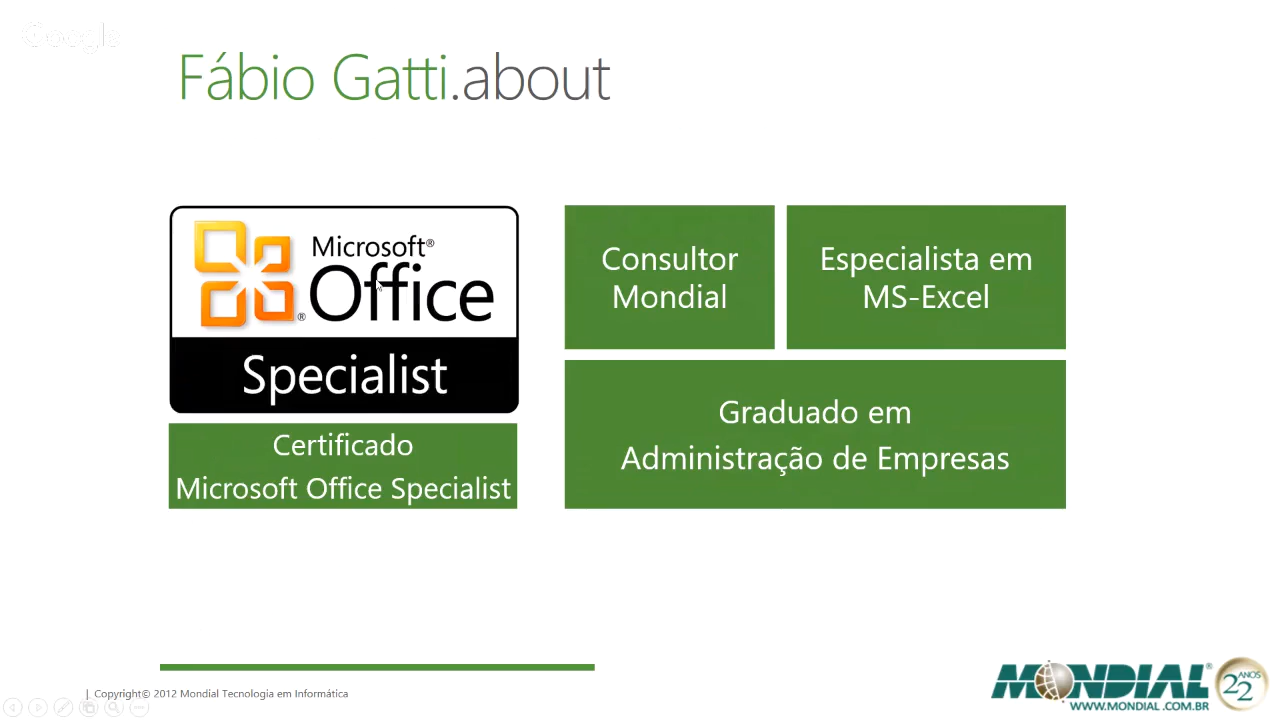 Google
Fábio Gatti.about
Microsoft®
Office
®
Specialist
Certificado
Microsoft Office Specialist
Consultor
Mondial
Especialista em
MS-Excel
Graduado em
Administração de Empresas
| Copyright© 2012 Mondial Tecnologia em Informática
MONDIAL®
WWW.MONDIAL.COM.BR
22 ANOS